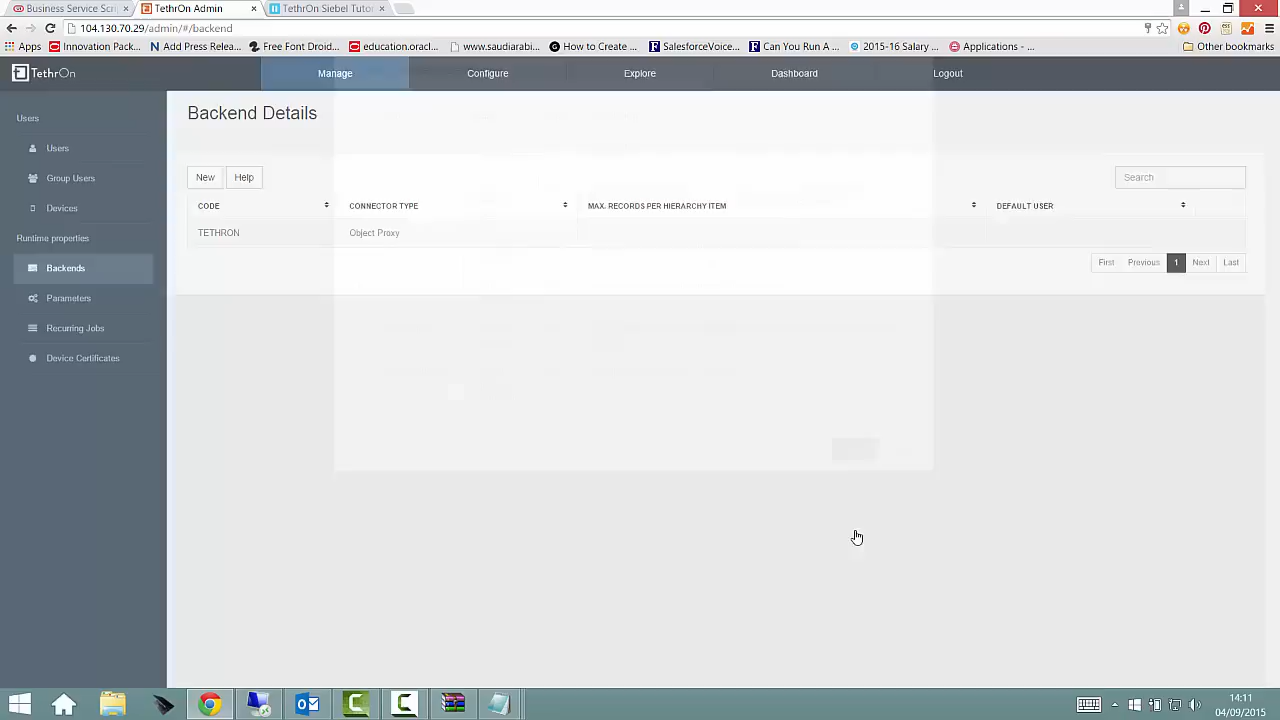 Business Service Scrip
TethrOn Admin
TethrOn Siebel Tutor
104.130.70.29/admin/#/backend
Apps
Innovation Pack...
Add Press Relea...
Free Font Droid...
education.oracl...
www.saudiarabi...
How to Create ...
SalesforceVoice...
Can You Run A ...
2015-16 Salary ...
Applications - ...
Other bookmarks
TethrOn
Manage
Configure
Explore
Dashboard
Logout
Users
Users
Group Users
Devices
Runtime properties
Backends
Parameters
Recurring Jobs
Device Certificates
Backend Details
New
Help
Search
CODE
CONNECTOR TYPE
MAX. RECORDS PER HIERARCHY ITEM
DEFAULT USER
TETHRON
Object Proxy
First
Previous
1
Next
Last
14:11
04/09/2015